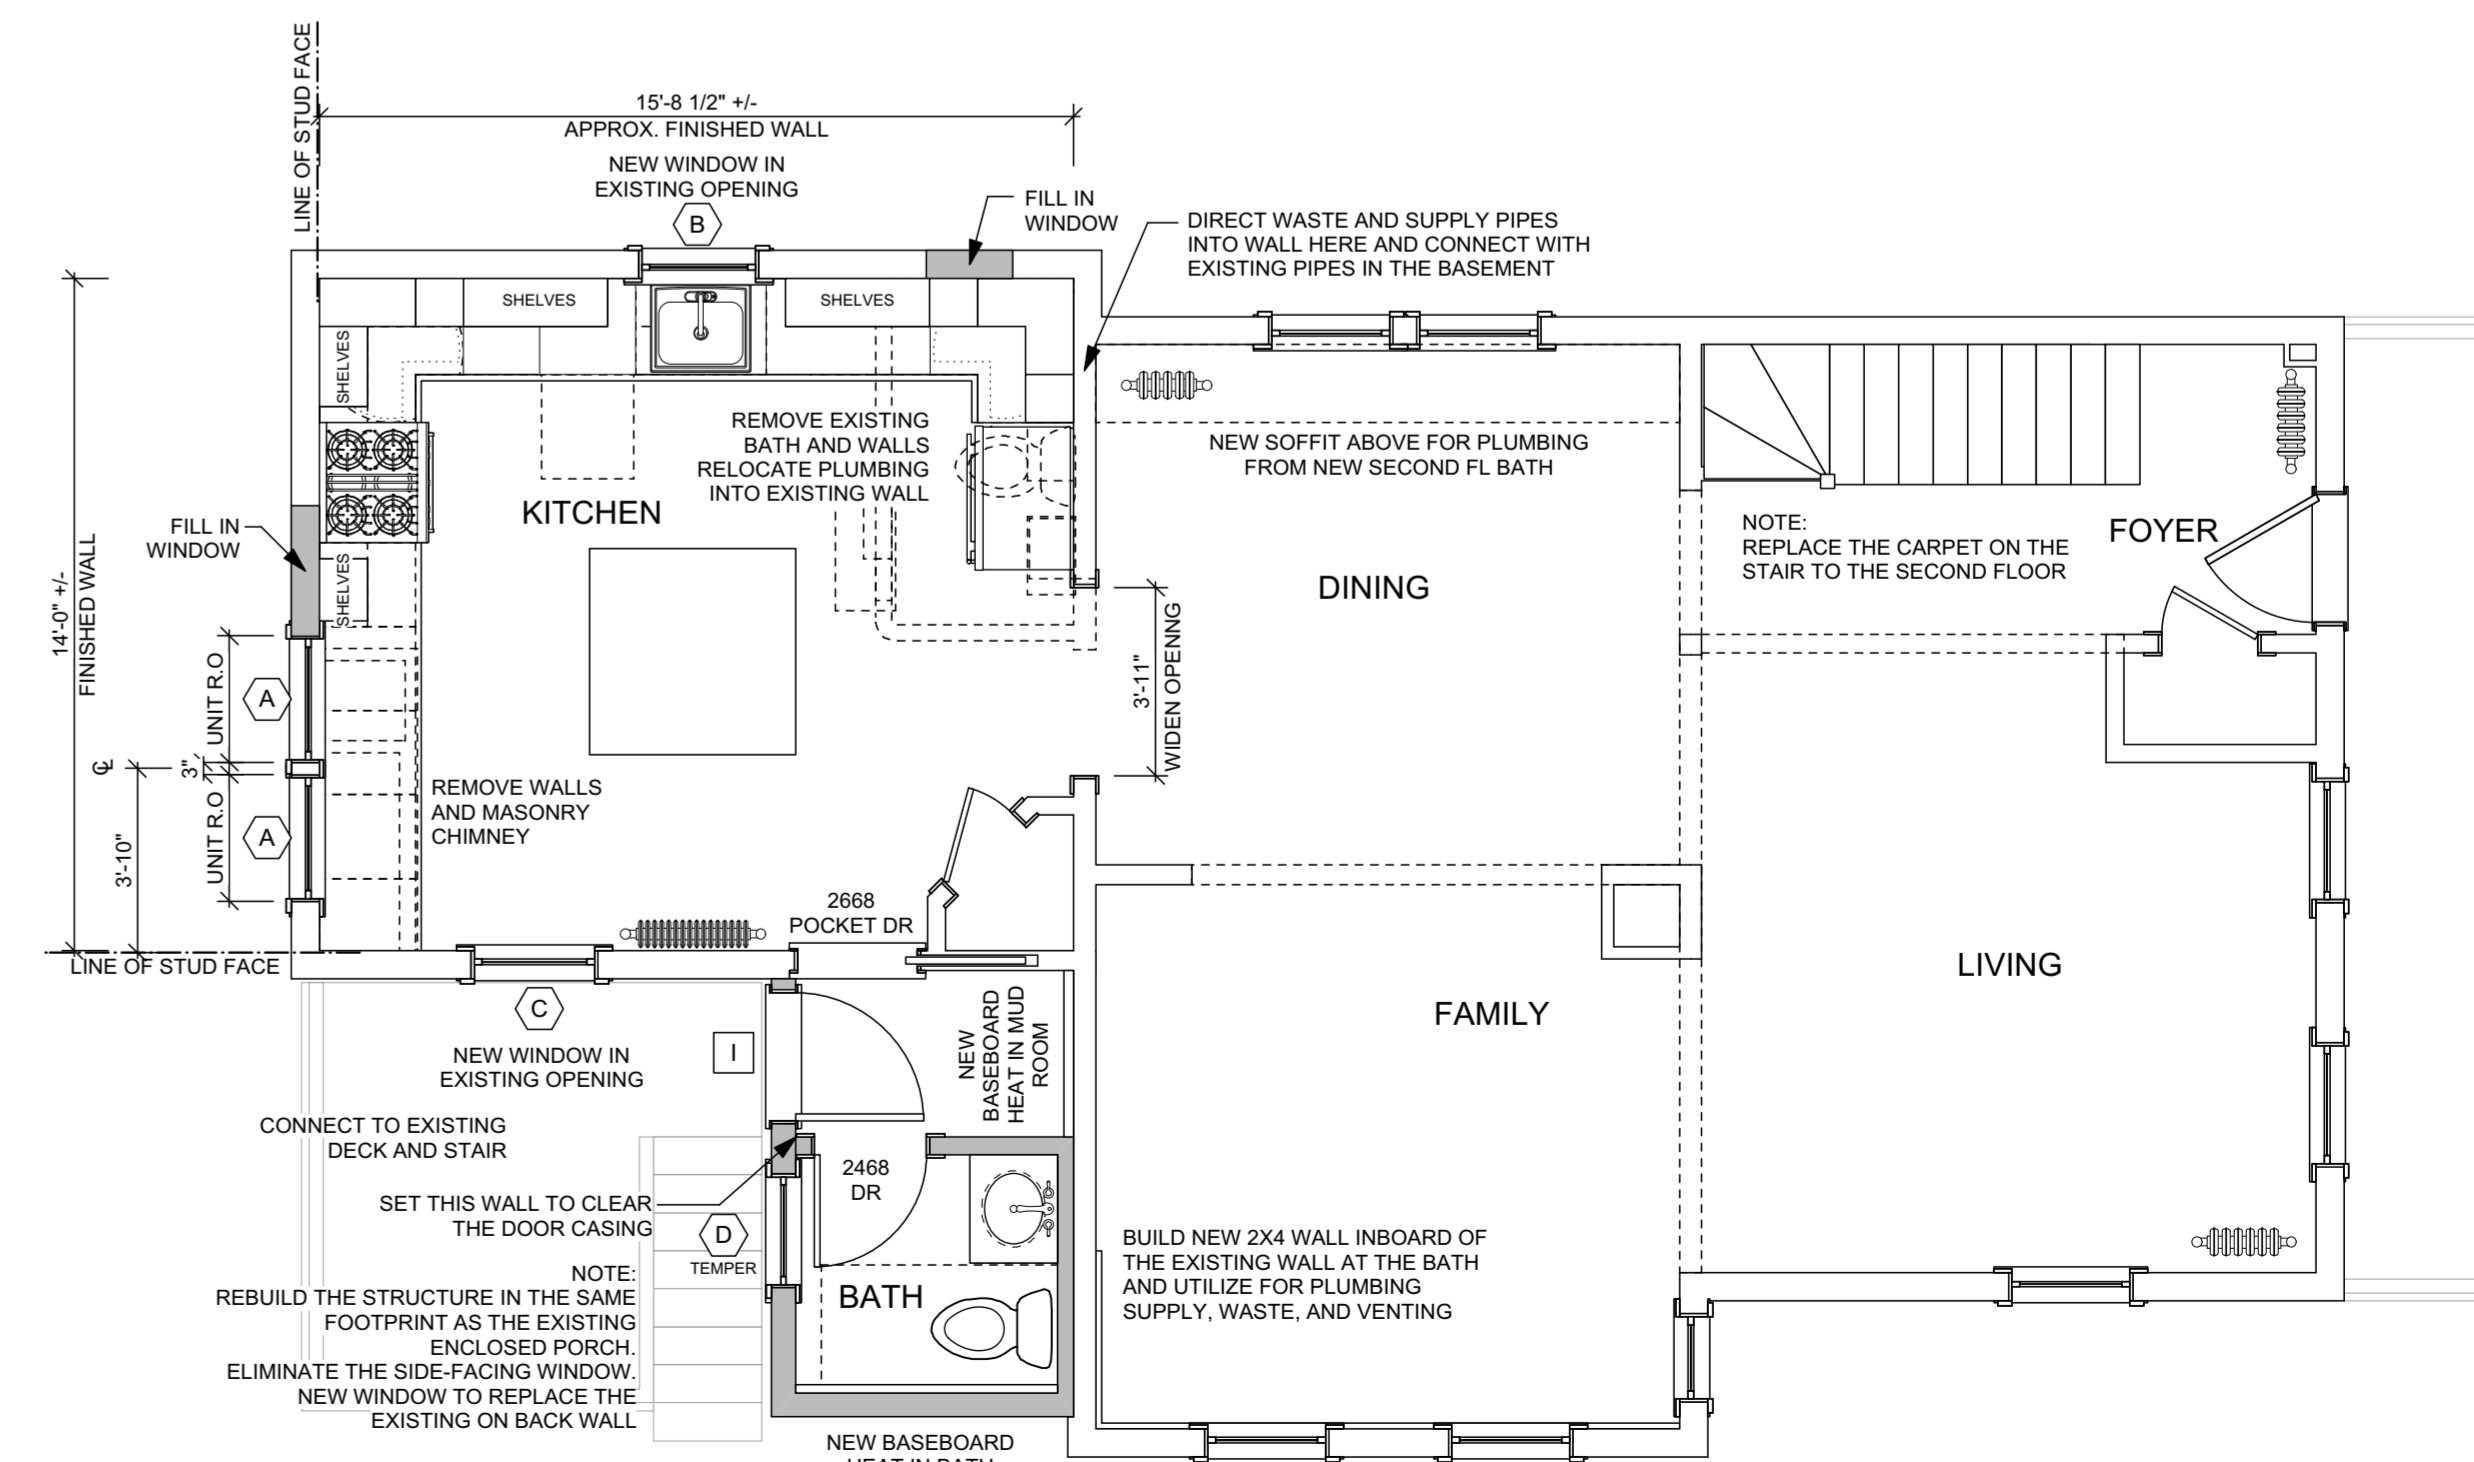 LINE OF STUD FACE
15'-8 1/2" +/-
APPROX. FINISHED WALL
NEW WINDOW IN
EXISTING OPENING
B
FILL IN
WINDOW
DIRECT WASTE AND SUPPLY PIPES
INTO WALL HERE AND CONNECT WITH
EXISTING PIPES IN THE BASEMENT
SHELVES
SHELVES
SHELVES
REMOVE EXISTING
BATH AND WALLS
RELOCATE PLUMBING
INTO EXISTING WALL
NEW SOFFIT ABOVE FOR PLUMBING
FROM NEW SECOND FL BATH
KITCHEN
FILL IN
WINDOW
NOTE:
REPLACE THE CARPET ON THE
STAIR TO THE SECOND FLOOR
FOYER
DINING
SHELVES
14'-0" +/-
FINISHED WALL
3'-11"
WIDEN OPENNG
UNIT R.O
A
3"
℄
UNIT R.O
A
3'-10"
REMOVE WALLS
AND MASONRY
CHIMNEY
2668
POCKET DR
LINE OF STUD FACE
LIVING
FAMILY
C
NEW WINDOW IN
EXISTING OPENING
I
NEW
BASEBOARD
HEAT IN MUD
ROOM
CONNECT TO EXISTING
DECK AND STAIR
2468
DR
SET THIS WALL TO CLEAR
THE DOOR CASING
D
TEMPER
BATH
BUILD NEW 2X4 WALL INBOARD OF
THE EXISTING WALL AT THE BATH
AND UTILIZE FOR PLUMBING
SUPPLY, WASTE, AND VENTING
NOTE:
REBUILD THE STRUCTURE IN THE SAME
FOOTPRINT AS THE EXISTING
ENCLOSED PORCH.
ELIMINATE THE SIDE-FACING WINDOW.
NEW WINDOW TO REPLACE THE
EXISTING ON BACK WALL
NEW BASEBOARD
HEAT IN BATH